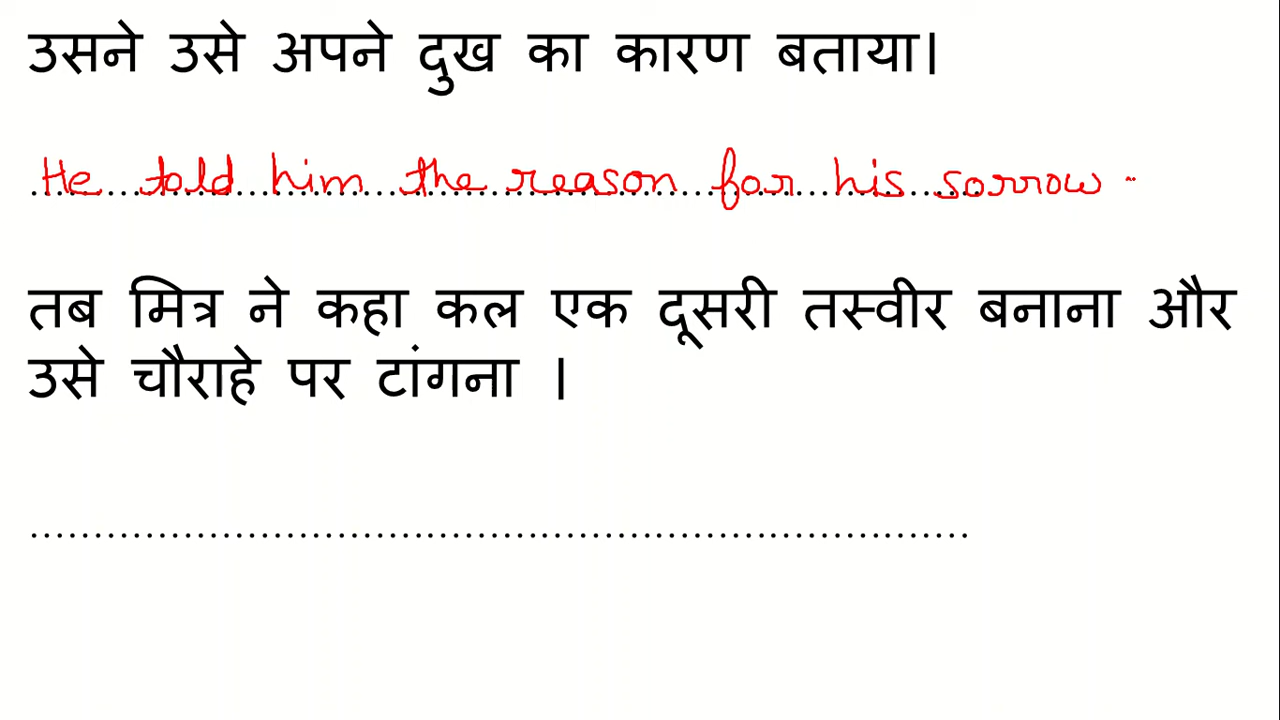 उसने उसे अपने दुख का कारण बताया।
He told him the reason for his sorrow.
तब मित्र ने कहा कल एक दूसरी तस्वीर बनाना और
उसे चौराहे पर टांगना ।